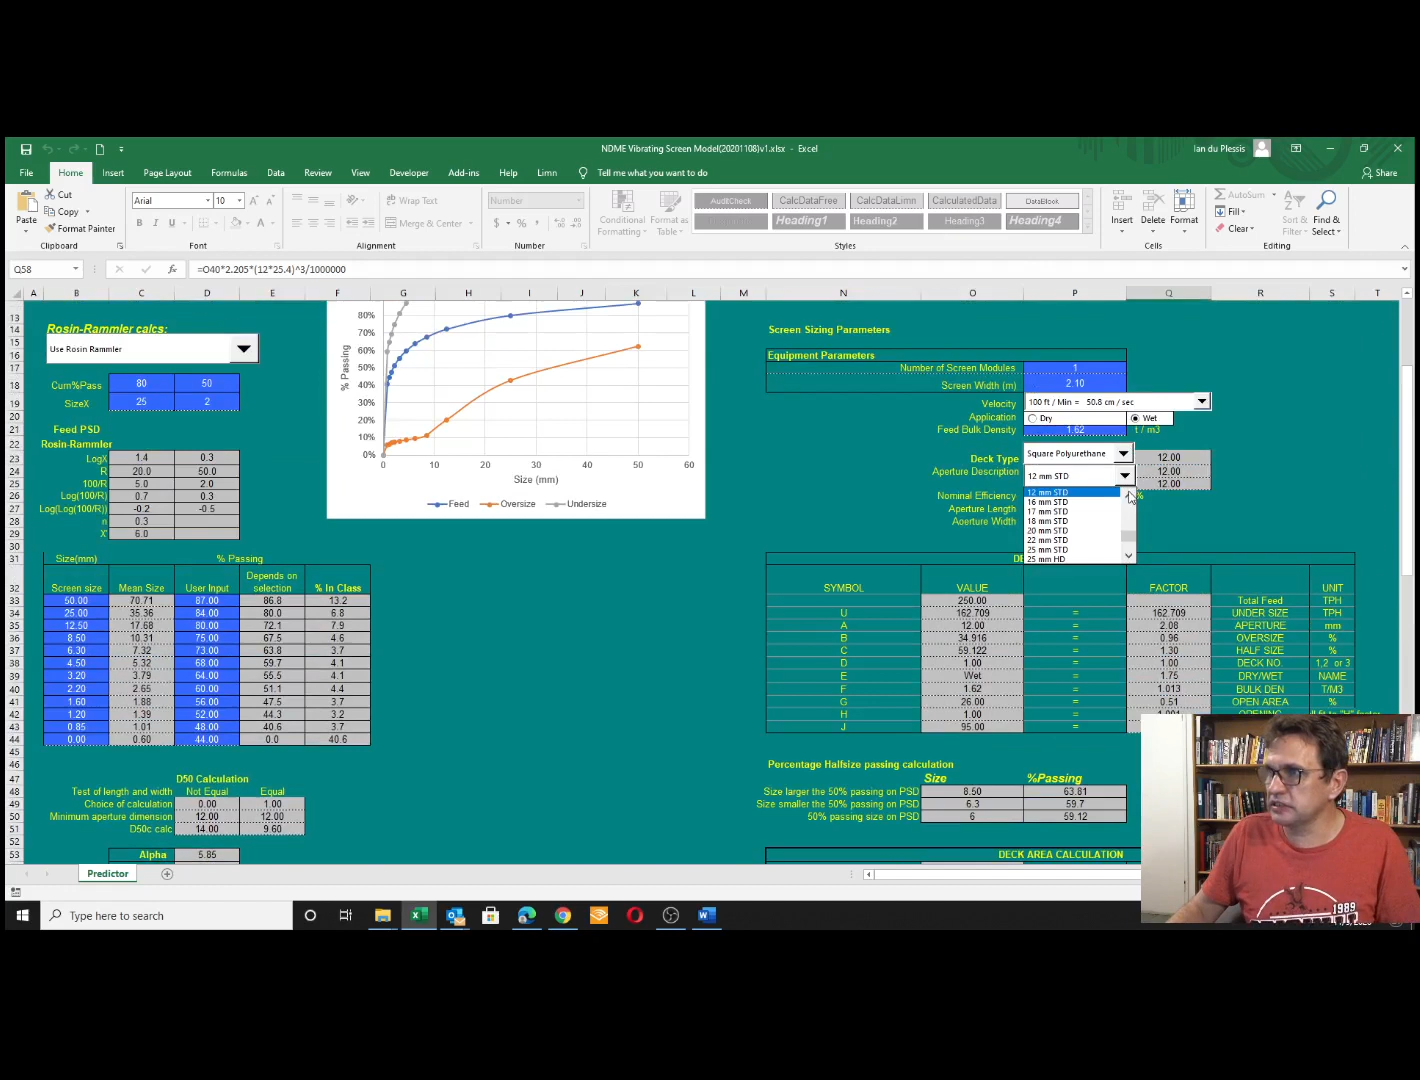 NDME Vibrating Screen Model(20201108)v1.xlsx - Excel
Ian du Plessis
File Home Insert Page Layout Formulas Data Review View Developer Add-ins Help Limn Tell me what you want to do
Share
Paste
Cut
Copy
Format Painter
Clipboard
Arial 10
B I U
Font
Wrap Text
Merge & Center
Alignment
Number
$ % ,
Number
Conditional Formatting
Format as Table
AuditCheck CalcDataFree CalcDataLimn CalculatedData DataBlook
Heading1 Heading2 Heading3 Heading4
Styles
Insert Delete Format
Cells
AutoSum
Fill
Clear
Sort & Filter
Find & Select
Editing
Q58 fx =O40*2.205*(12*25.4)^3/1000000
A B C D E F G H I J K L M N O P Q R S T
Rosin-Rammler calcs:
Use Rosin Rammler
Cum%Pass 80 50
SizeX 25 2
Feed PSD
Rosin-Rammler
LogX 1.4 0.3
R 20.0 50.0
100/R 5.0 2.0
Log(100/R) 0.7 0.3
Log(Log(100/R)) -0.2 -0.5
n 0.3
X' 6.0
% Passing
80%
70%
60%
50%
40%
30%
20%
10%
0%
0 10 20 30 40 50 60
Size (mm)
Feed Oversize Undersize
Screen Sizing Parameters
Equipment Parameters
Number of Screen Modules 1
Screen Width (m) 2.10
Velocity 100 ft / Min = 50.8 cm / sec
Application Dry Wet
Feed Bulk Density 1.62 t / m3
Deck Type Square Polyurethane 12.00
Aperture Description 12 mm STD 12.00
12.00
Nominal Efficiency %
Aperture Length
Aperture Width
12 mm STD
16 mm STD
17 mm STD
18 mm STD
20 mm STD
22 mm STD
25 mm STD
25 mm HD
Size(mm) % Passing
Screen size Mean Size User Input Depends on selection % In Class
50.00 70.71 87.00 86.8 13.2
25.00 35.36 84.00 80.0 6.8
12.50 17.68 80.00 72.1 7.9
8.50 10.31 75.00 67.5 4.6
6.30 7.32 73.00 63.8 3.7
4.50 5.32 68.00 59.7 4.1
3.20 3.79 64.00 55.5 4.1
2.20 2.65 60.00 51.1 4.4
1.60 1.88 56.00 47.5 3.7
1.20 1.39 52.00 44.3 3.2
0.85 1.01 48.00 40.6 3.7
0.00 0.60 44.00 0.0 40.6
SYMBOL VALUE FACTOR UNIT
250.00 Total Feed TPH
U 162.709 = 162.709 UNDER SIZE TPH
A 12.00 = 2.08 APERTURE mm
B 34.916 = 0.96 OVERSIZE %
C 59.122 = 1.30 HALF SIZE %
D 1.00 = 1.00 DECK NO. 1,2 or 3
E Wet = 1.75 DRY/WET NAME
F 1.62 = 1.013 BULK DEN T/M3
G 26.00 = 0.51 OPEN AREA %
H 1.00 =
J 95.00 =
D50 Calculation
Test of length and width Not Equal Equal
Choice of calculation 0.00 1.00
Minimum aperture dimension 12.00 12.00
D50c calc 14.00 9.60
Alpha 5.85
Percentage Halfsize passing calculation
Size %Passing
Size larger the 50% passing on PSD 8.50 63.81
Size smaller the 50% passing on PSD 6.3 59.7
50% passing size on PSD 6 59.12
DECK AREA CALCULATION
Predictor
Type here to search
1989